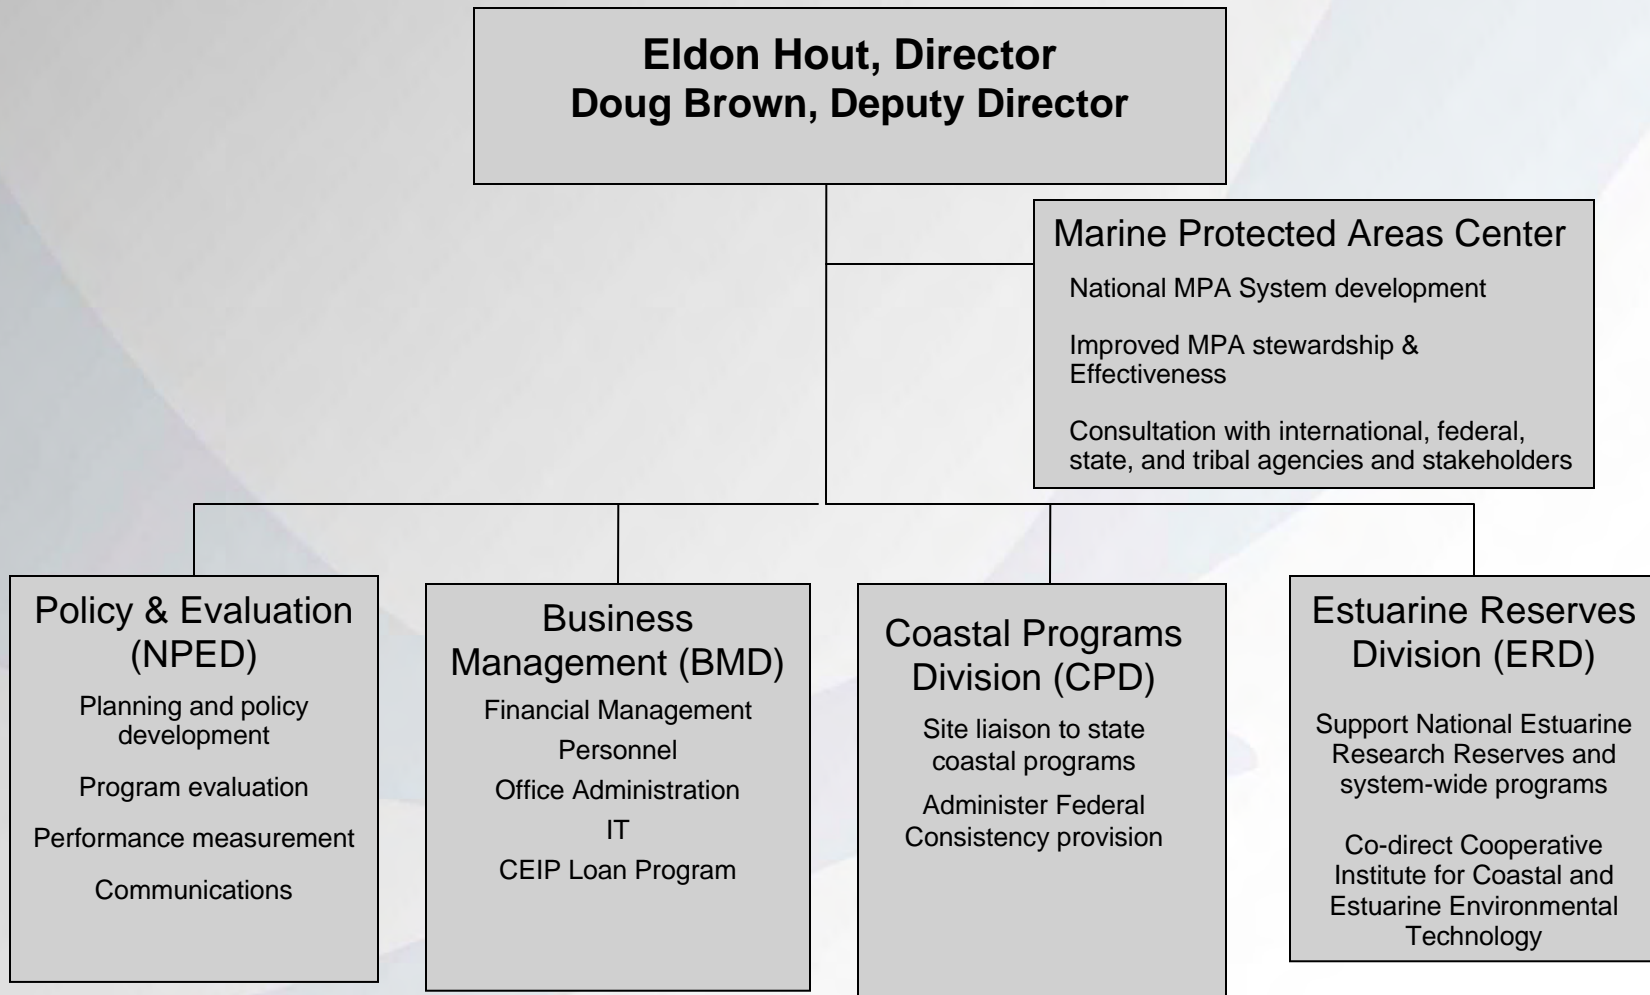 Eldon Hout, Director
Doug Brown, Deputy Director
Marine Protected Areas Center
National MPA System development
Improved MPA stewardship &
Effectiveness
Consultation with international, federal,
state, and tribal agencies and stakeholders
Policy & Evaluation
(NPED)
Planning and policy
development
Program evaluation
Performance measurement
Communications
Business
Management (BMD)
Financial Management
Personnel
Office Administration
IT
CEIP Loan Program
Coastal Programs
Division (CPD)
Site liaison to state
coastal programs
Administer Federal
Consistency provision
Estuarine Reserves
Division (ERD)
Support National Estuarine
Research Reserves and
system-wide programs
Co-direct Cooperative
Institute for Coastal and
Estuarine Environmental
Technology